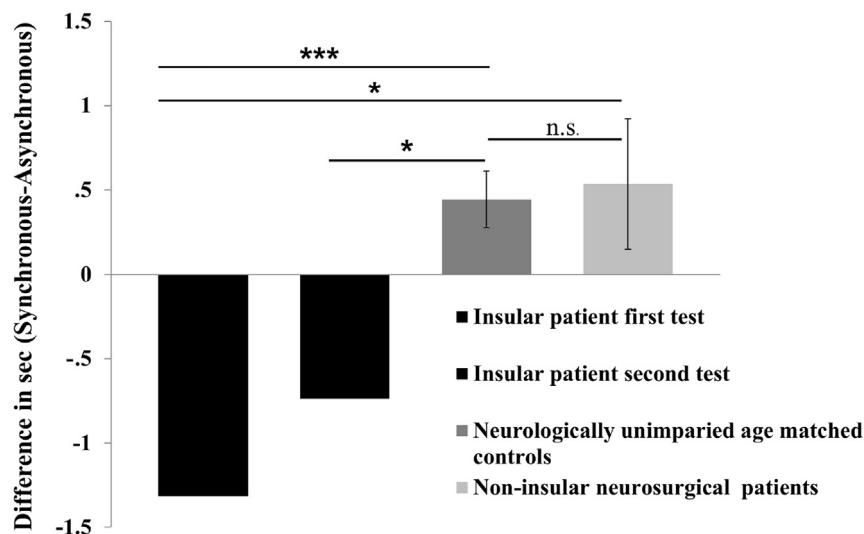 1.5
***
1
*
n.s.
*
.5
0
-.5
-1
-1.5
Difference in sec (Synchronous-Asynchronous)
Insular patient first test
Insular patient second test
Neurologically unimparied age matched
controls
Non-insular neurosurgical patients